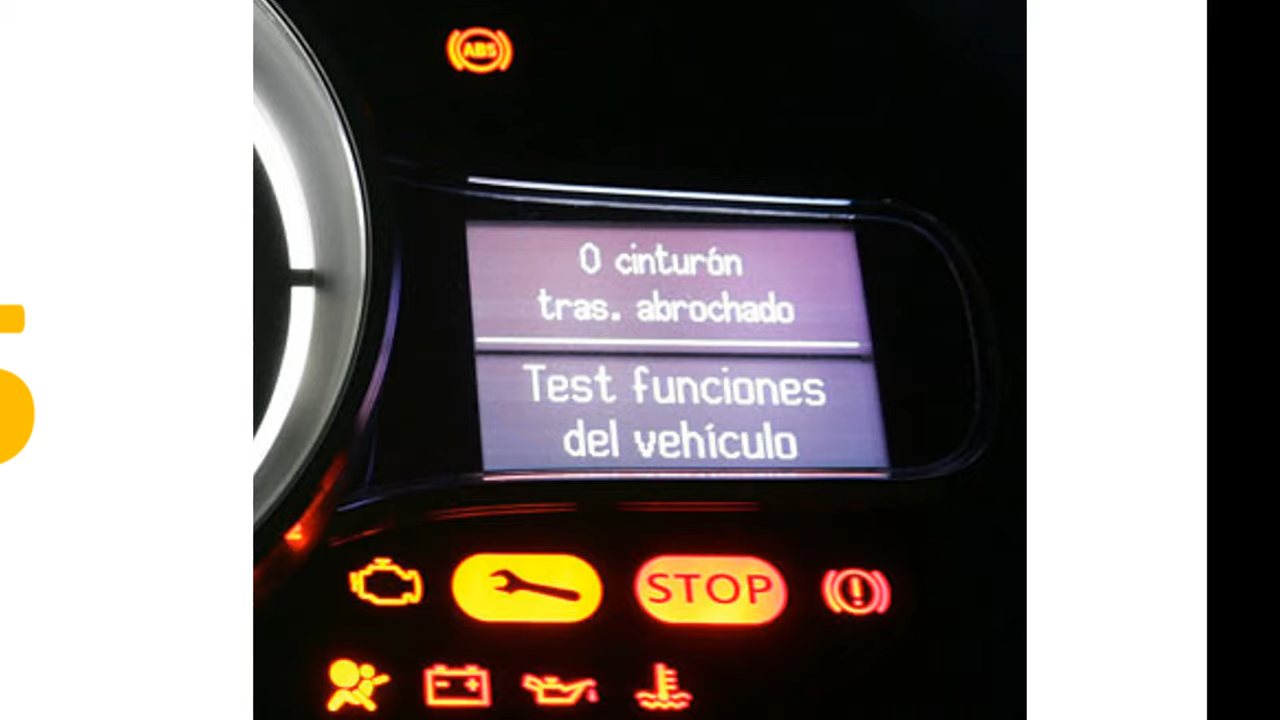 ABS
0 cinturón
tras. abrochado
Test funciones
del vehículo
STOP